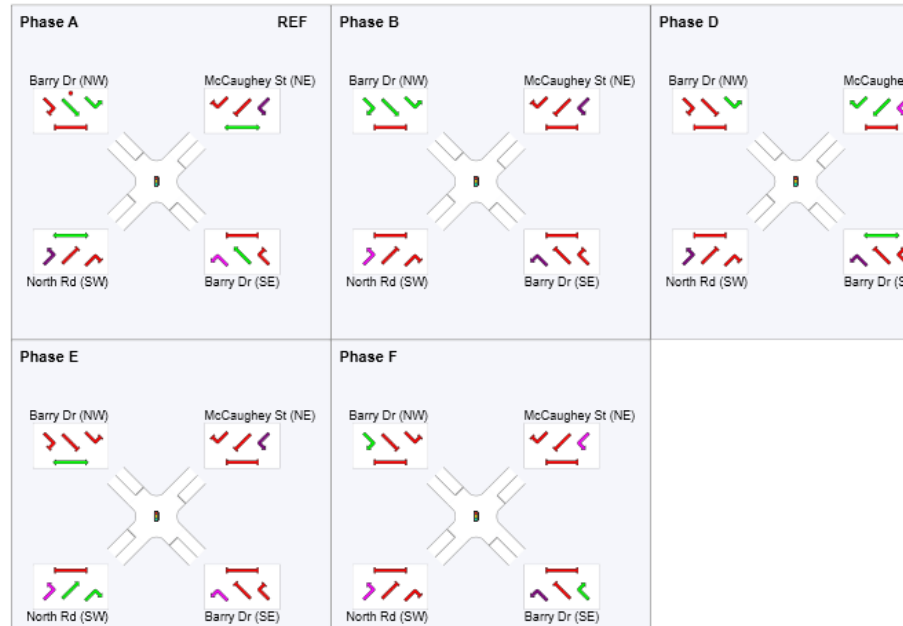 Phase A REF
Barry Dr (NW) McCaughey St (NE)
North Rd (SW) Barry Dr (SE)
Phase B
Barry Dr (NW) McCaughey St (NE)
North Rd (SW) Barry Dr (SE)
Phase D
Barry Dr (NW) McCaughe
North Rd (SW) Barry Dr (S
Phase E
Barry Dr (NW) McCaughey St (NE)
North Rd (SW) Barry Dr (SE)
Phase F
Barry Dr (NW) McCaughey St (NE)
North Rd (SW) Barry Dr (SE)